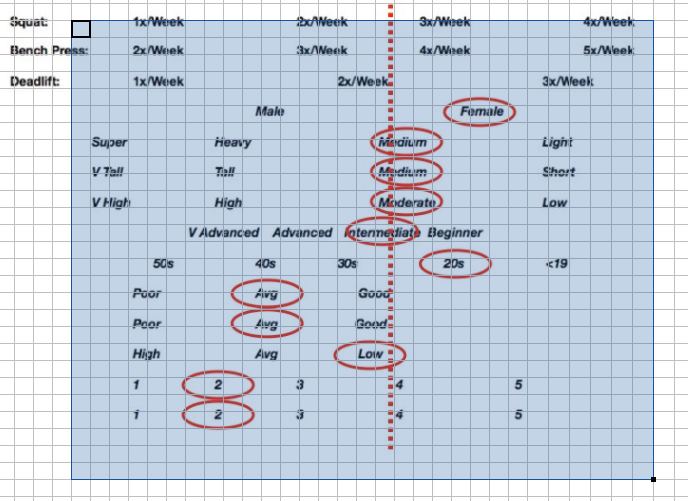 Squat: 1x/Week 2x/Week 3x/Week 4x/Week
Bench Press: 2x/Week 3x/Week 4x/Week 5x/Week
Deadlift: 1x/Week 2x/Week 3x/Week
Male Female
Super Heavy Medium Light
V Tall Tall Medium Short
V High High Moderate Low
V Advanced Advanced Intermediate Beginner
50s 40s 30s 20s <19
Poor Avg Good
Poor Avg Good
High Avg Low
1 2 3 4 5
1 2 3 4 5